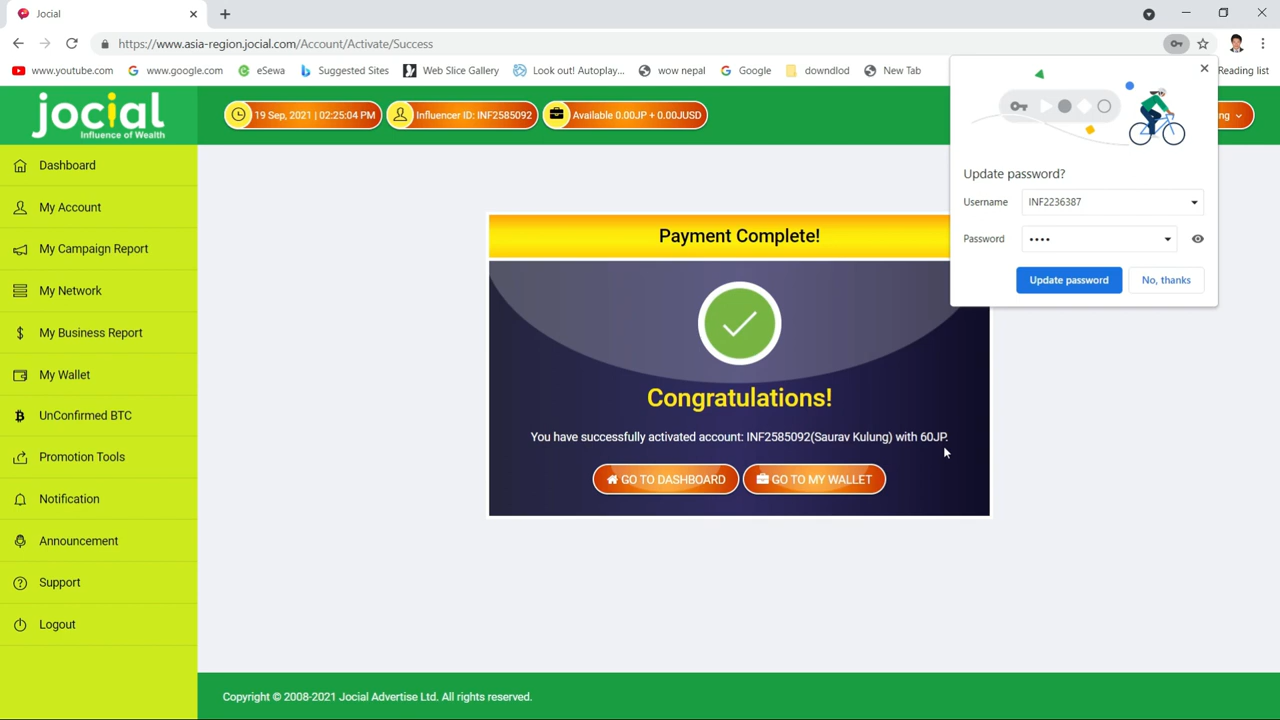 Jocial
https://www.asia-region.jocial.com/Account/Activate/Success
www.youtube.com
www.google.com
eSewa
Suggested Sites
Web Slice Gallery
Look out! Autoplay...
wow nepal
Google
downlod
New Tab
Reading list
jocial
Influence of Wealth
19 Sep, 2021 | 02:25:04 PM
Influencer ID: INF2585092
Available 0.00JP + 0.00JUSD
ng
Update password?
Username
INF2236387
Password
••••
Update password
No, thanks
Dashboard
My Account
My Campaign Report
My Network
My Business Report
My Wallet
UnConfirmed BTC
Promotion Tools
Notification
Announcement
Support
Logout
Payment Complete!
Congratulations!
You have successfully activated account: INF2585092(Saurav Kulung) with 60JP.
GO TO DASHBOARD
GO TO MY WALLET
Copyright © 2008-2021 Jocial Advertise Ltd. All rights reserved.